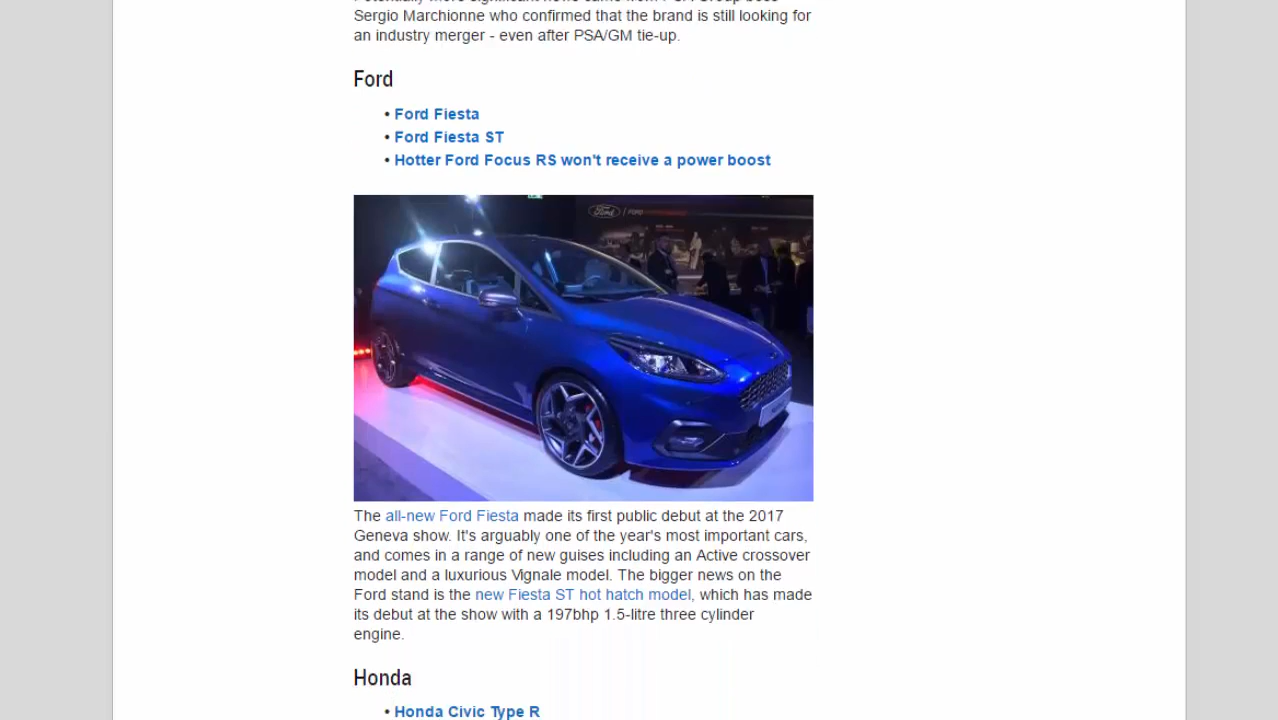 Sergio Marchionne who confirmed that the brand is still looking for
an industry merger - even after PSA/GM tie-up.
Ford
• Ford Fiesta
• Ford Fiesta ST
• Hotter Ford Focus RS won't receive a power boost
Ford
The all-new Ford Fiesta made its first public debut at the 2017
Geneva show. It's arguably one of the year's most important cars,
and comes in a range of new guises including an Active crossover
model and a luxurious Vignale model. The bigger news on the
Ford stand is the new Fiesta ST hot hatch model, which has made
its debut at the show with a 197bhp 1.5-litre three cylinder
engine.
Honda
• Honda Civic Type R